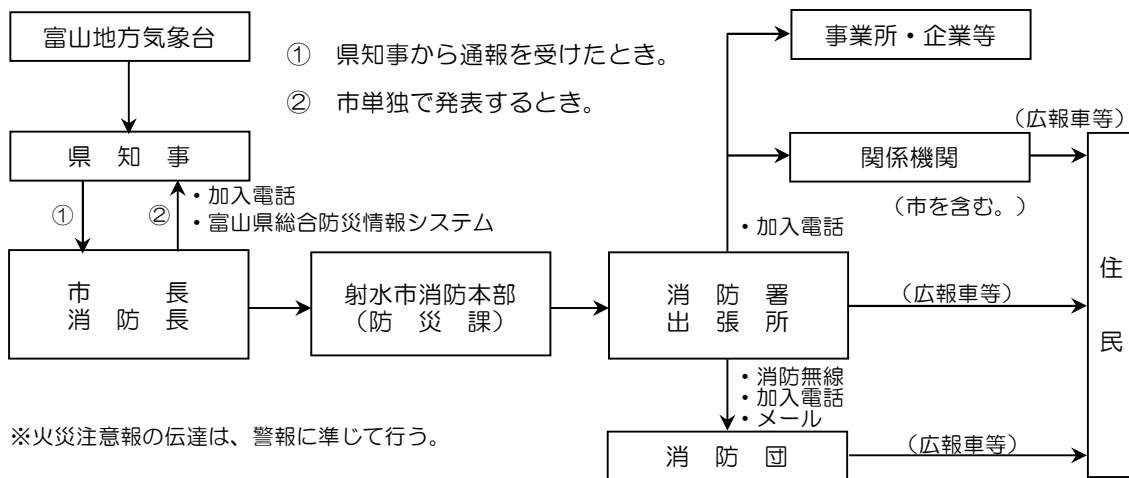 富山地方気象台
① 県知事から通報を受けたとき。
② 市単独で発表するとき。
事業所・企業等
(広報車等)
県 知 事
関係機関
(市を含む。)
①
②
・加入電話
・富山県総合防災情報システム
・加入電話
市 長
消 防 長
射水市消防本部
(防 災 課)
消 防 署
出 張 所
(広報車等)
住
民
・消防無線
・加入電話
・メール
※火災注意報の伝達は、警報に準じて行う。
消 防 団
(広報車等)